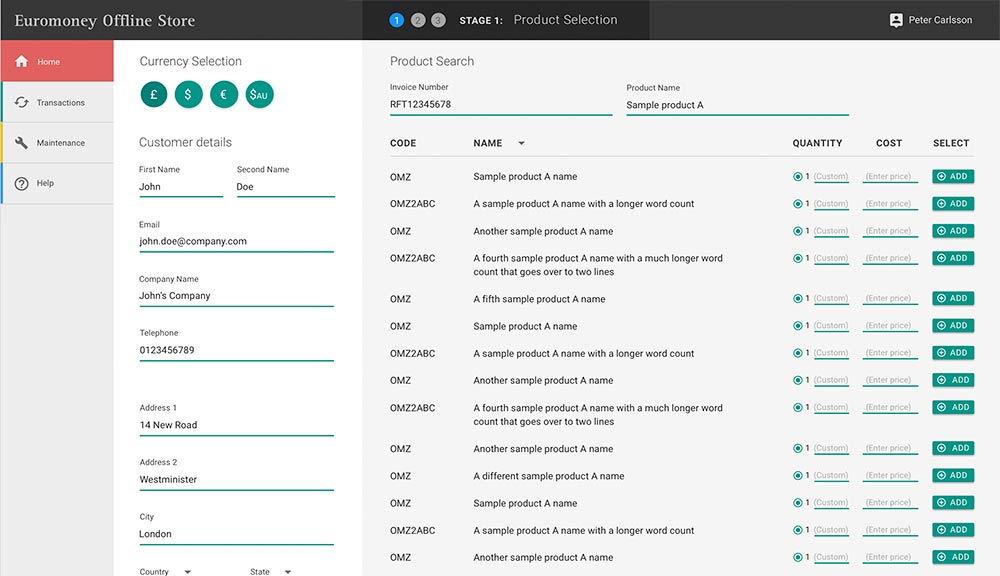 Euromoney Offline Store
1 2 3 STAGE 1: Product Selection
Peter Carlsson
Home
Transactions
Maintenance
Help
Currency Selection
£ $ € $AU
Customer details
First Name Second Name
John Doe
Email
john.doe@company.com
Company Name
John's Company
Telephone
0123456789
Address 1
14 New Road
Address 2
Westminister
City
London
Country State
Product Search
Invoice Number Product Name
RFT12345678 Sample product A
CODE NAME QUANTITY COST SELECT
OMZ Sample product A name 1 (Custom) (Enter price) ADD
OMZ2ABC A sample product A name with a longer word count 1 (Custom) (Enter price) ADD
OMZ Another sample product A name 1 (Custom) (Enter price) ADD
OMZ2ABC A fourth sample product A name with a much longer word 1 (Custom) (Enter price) ADD
count that goes over to two lines
OMZ A fifth sample product A name 1 (Custom) (Enter price) ADD
OMZ Sample product A name 1 (Custom) (Enter price) ADD
OMZ2ABC A sample product A name with a longer word count 1 (Custom) (Enter price) ADD
OMZ Another sample product A name 1 (Custom) (Enter price) ADD
OMZ2ABC A fourth sample product A name with a much longer word 1 (Custom) (Enter price) ADD
count that goes over to two lines
OMZ Another sample product A name 1 (Custom) (Enter price) ADD
OMZ A different sample product A name 1 (Custom) (Enter price) ADD
OMZ Sample product A name 1 (Custom) (Enter price) ADD
OMZ2ABC A sample product A name with a longer word count 1 (Custom) (Enter price) ADD
OMZ Another sample product A name 1 (Custom) (Enter price) ADD